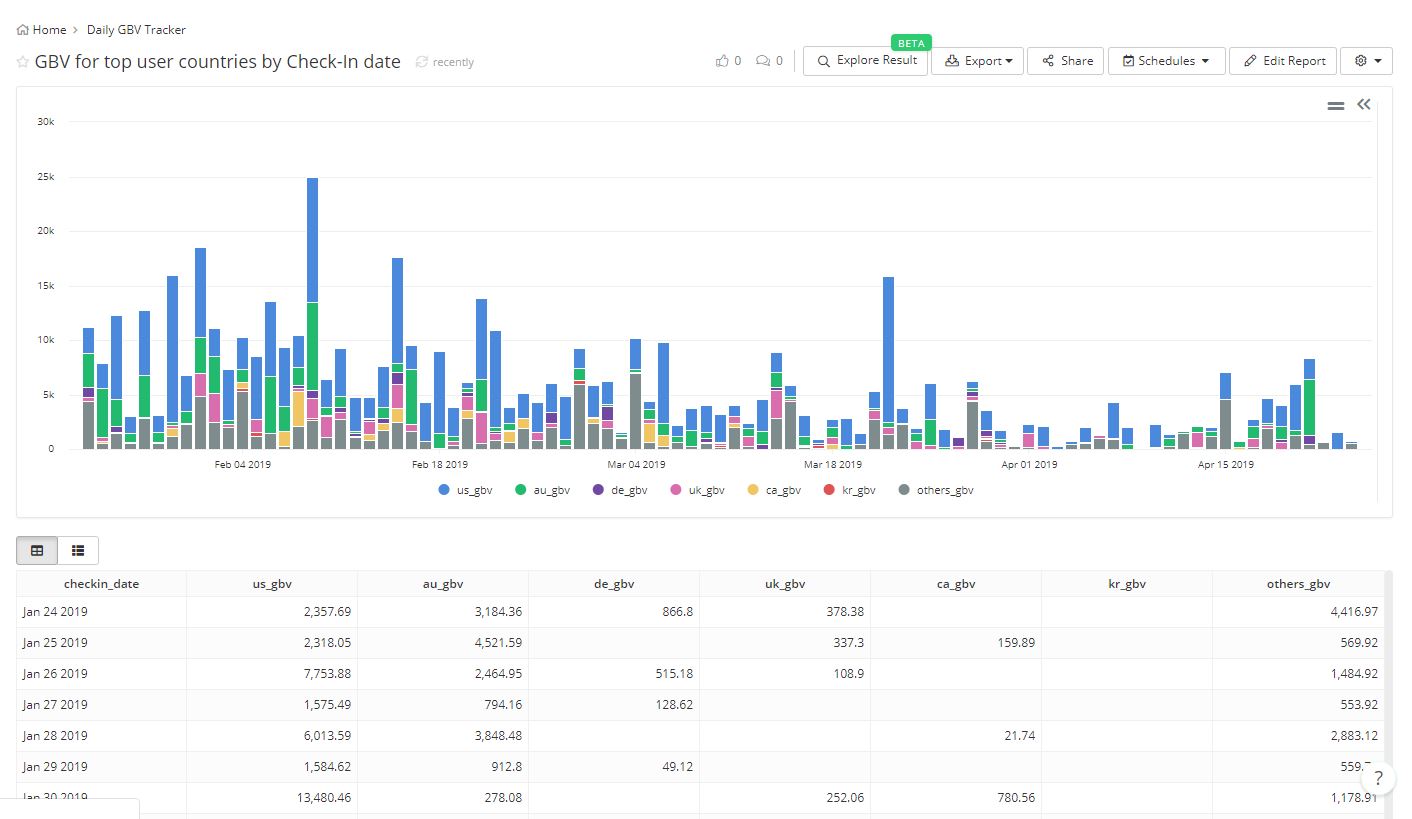 Home > Daily GBV Tracker
GBV for top user countries by Check-In date recently 0 0 Explore Result BETA Export Share Schedules Edit Report
30k
25k
20k
15k
10k
5k
0
Feb 04 2019 Feb 18 2019 Mar 04 2019 Mar 18 2019 Apr 01 2019 Apr 15 2019
us_gbv au_gbv de_gbv uk_gbv ca_gbv kr_gbv others_gbv
checkin_date us_gbv au_gbv de_gbv uk_gbv ca_gbv kr_gbv others_gbv
Jan 24 2019 2,357.69 3,184.36 866.8 378.38 4,416.97
Jan 25 2019 2,318.05 4,521.59 337.3 159.89 569.92
Jan 26 2019 7,753.88 2,464.95 515.18 108.9 1,484.92
Jan 27 2019 1,575.49 794.16 128.62 553.92
Jan 28 2019 6,013.59 3,848.48 21.74 2,883.12
Jan 29 2019 1,584.62 912.8 49.12 ?
Jan 30 2019 13,480.46 278.08 252.06 780.56 1,178.91